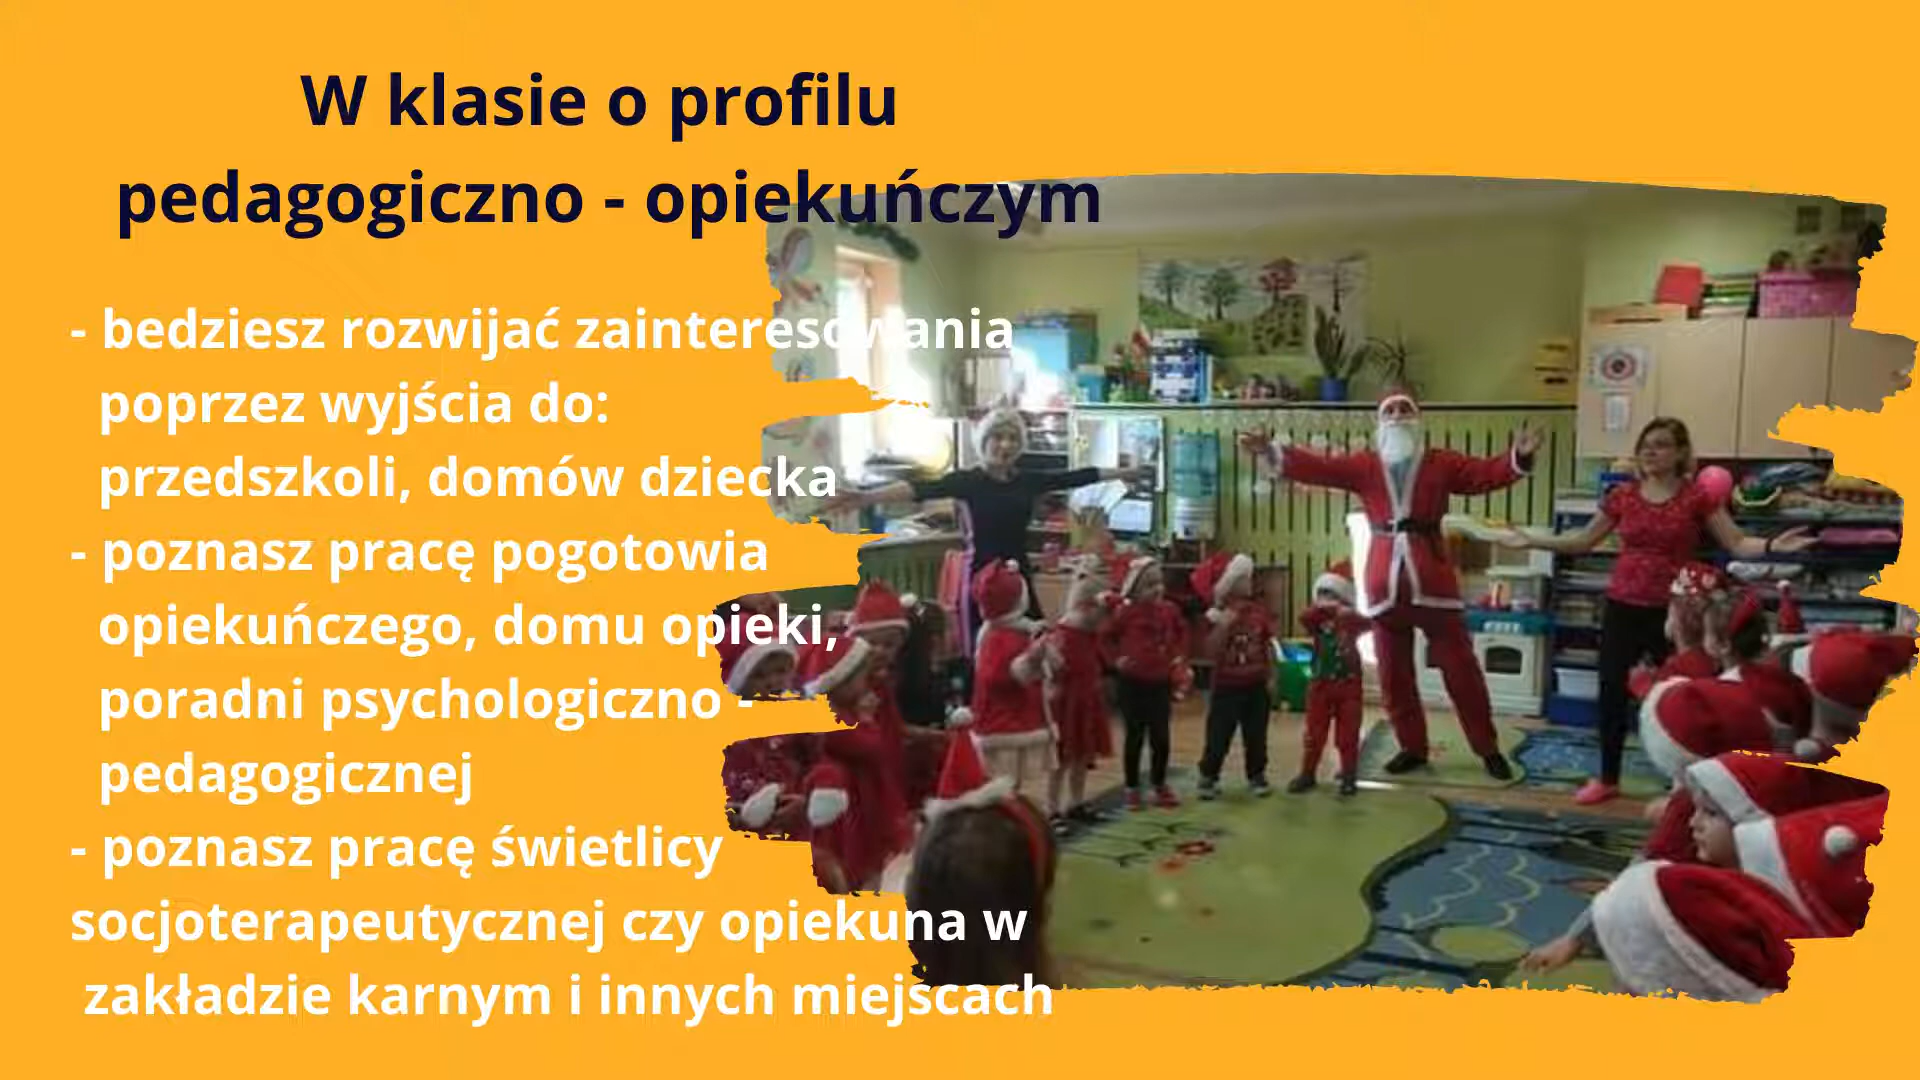 W klasie o profilu
pedagogiczno - opiekuńczym
- bedziesz rozwijać zainteresowania
poprzez wyjścia do:
przedszkoli, domów dziecka
- poznasz pracę pogotowia
opiekuńczego, domu opieki,
poradni psychologiczno -
pedagogicznej
- poznasz pracę świetlicy
socjoterapeutycznej czy opiekuna w
zakładzie karnym i innych miejscach